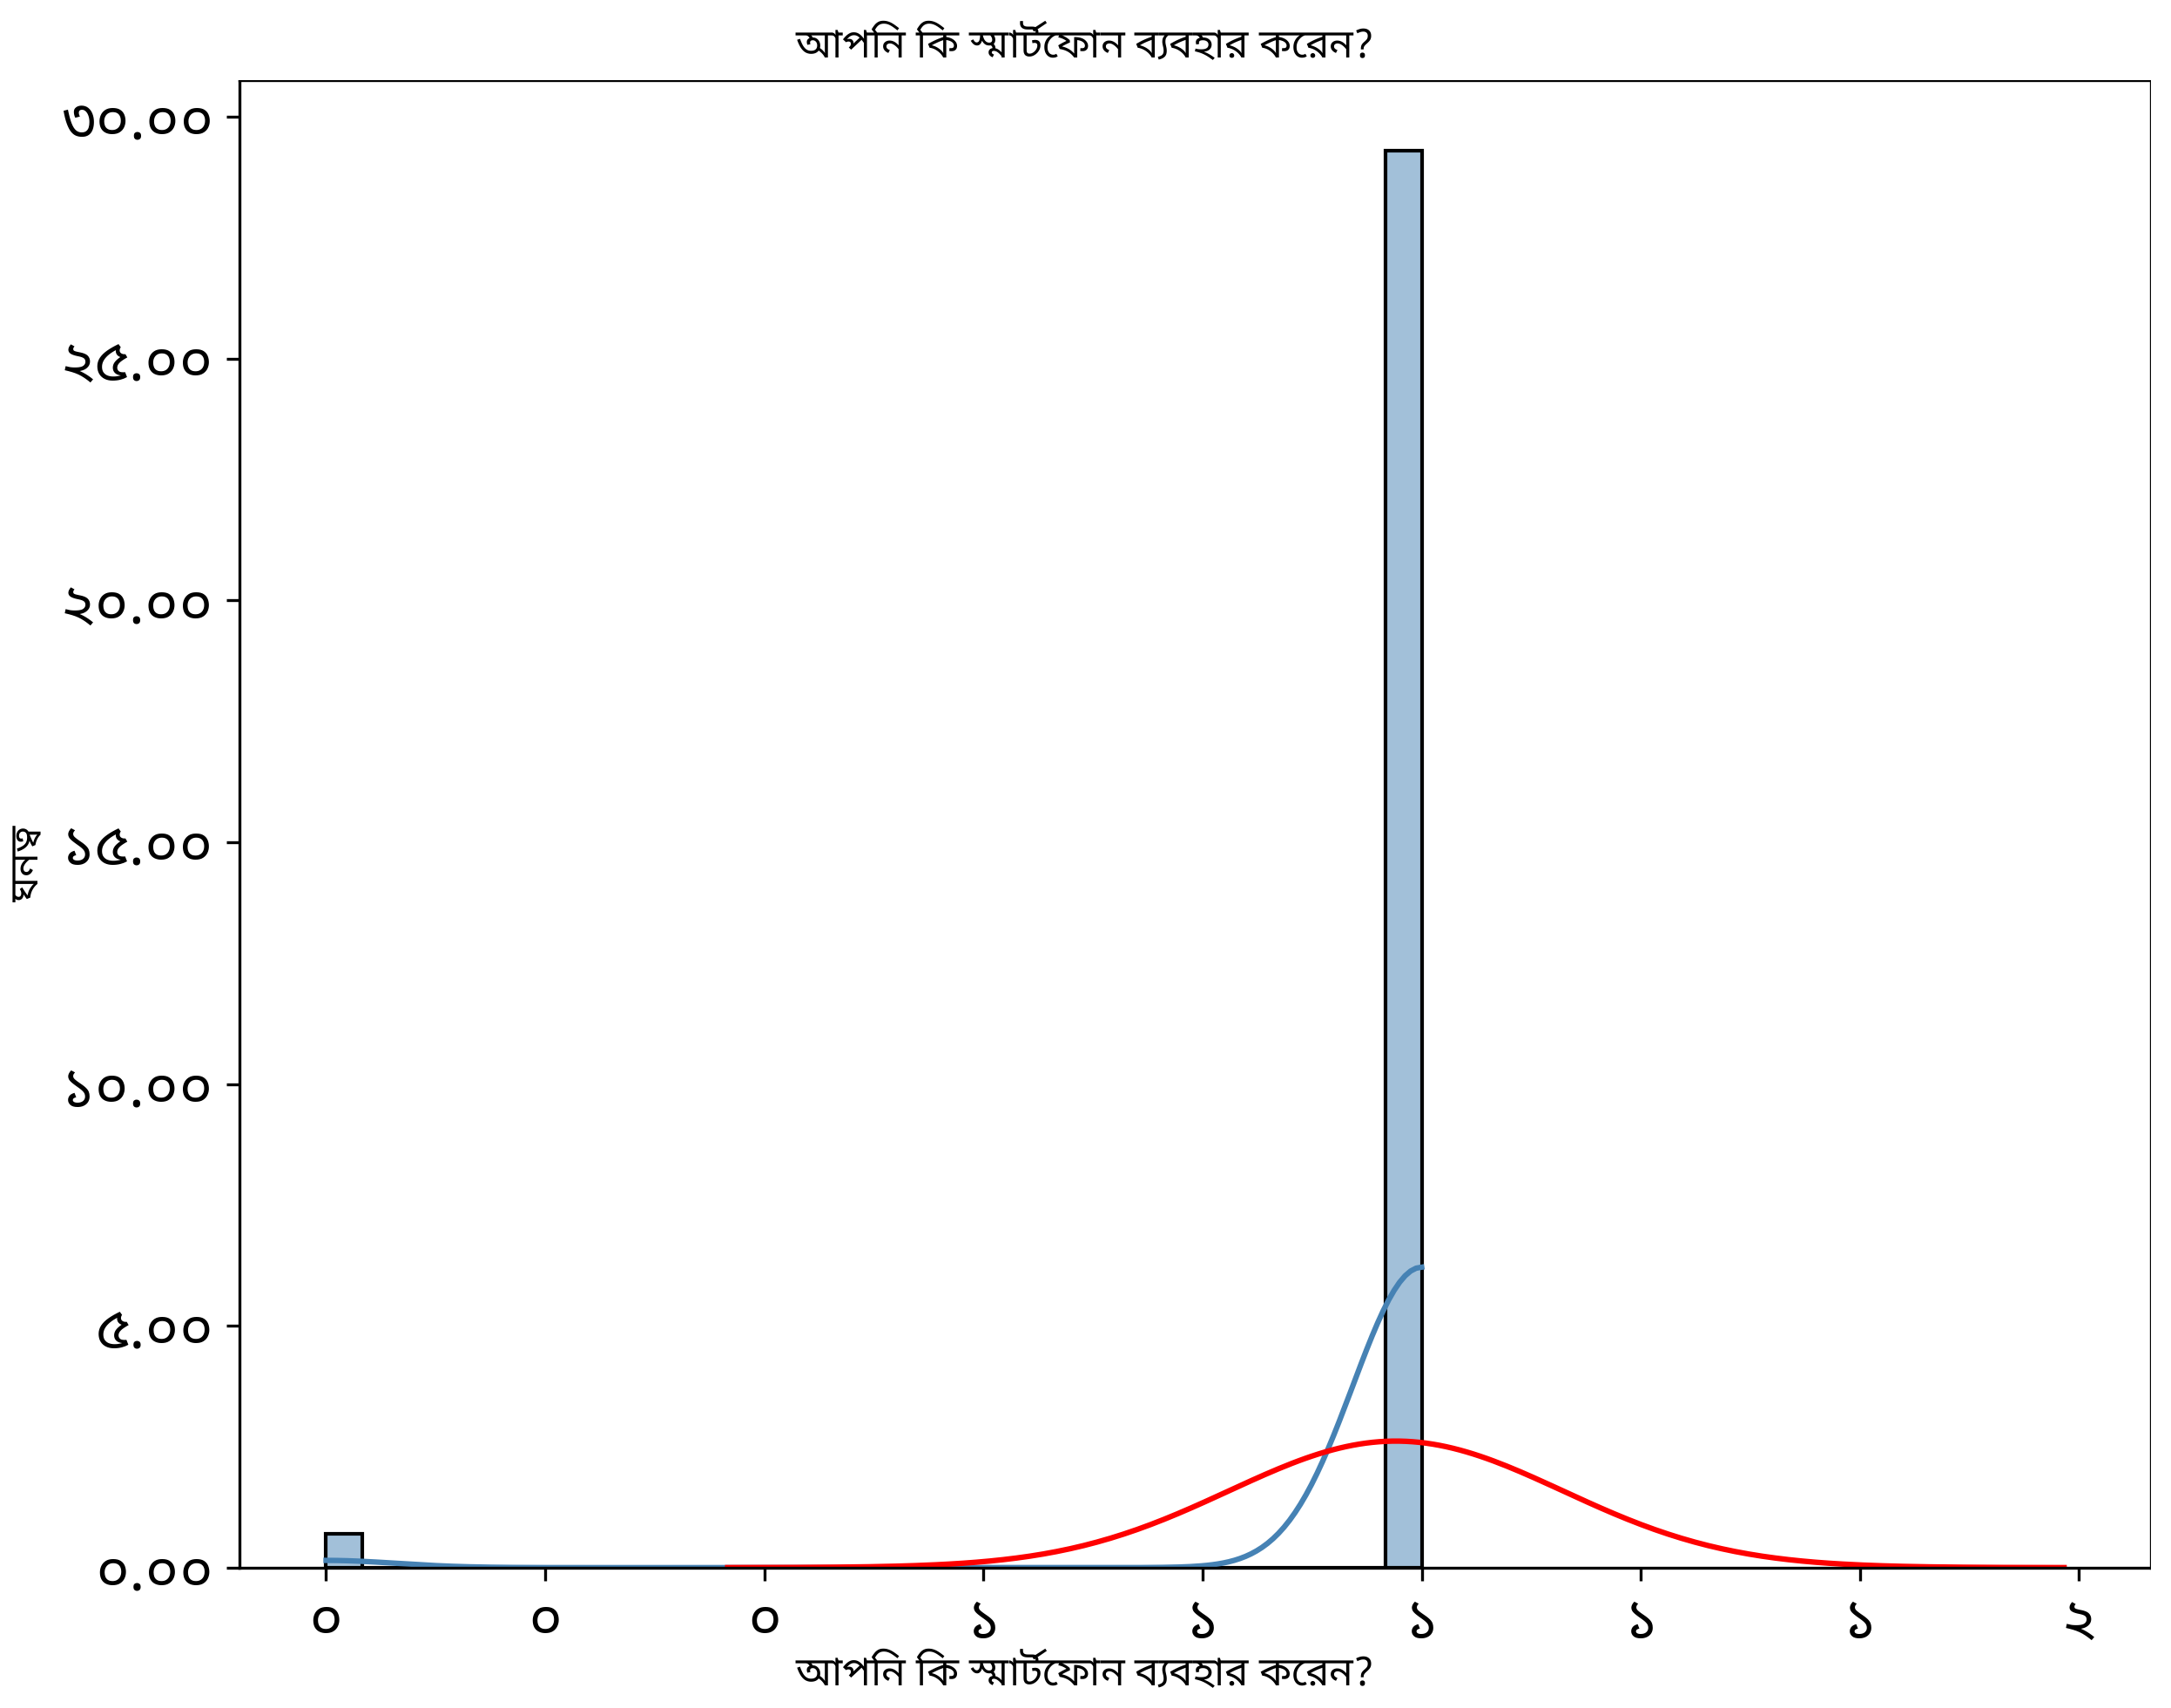 আপনি কি স্মার্টফোন ব্যবহার করেন?
৩০.০০
২৫.০০
২০.০০
১৫.০০
১০.০০
৫.০০
০.০০
ঘনত্ব
০ ০ ০ ১ ১ ১ ১ ১ ২
আপনি কি স্মার্টফোন ব্যবহার করেন?